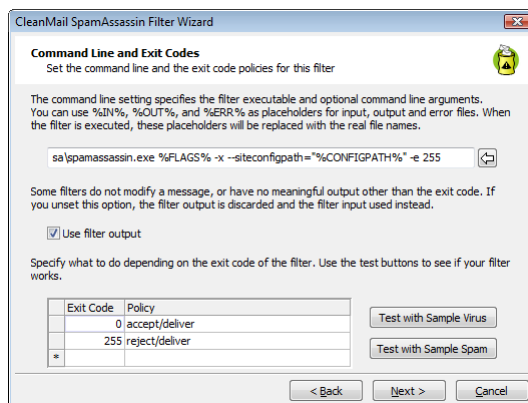 CleanMail SpamAssassin Filter Wizard
Command Line and Exit Codes
Set the command line and the exit code policies for this filter
The command line setting specifies the filter executable and optional command line arguments.
You can use %IN%, %OUT%, and %ERR% as placeholders for input, output and error files. When
the filter is executed, these placeholders will be replaced with the real file names.
sa\spamassassin.exe %FLAGS% -x --siteconfigpath="%CONFIGPATH%" -e 255
Some filters do not modify a message, or have no meaningful output other than the exit code. If
you unset this option, the filter output is discarded and the filter input used instead.
Use filter output
Specify what to do depending on the exit code of the filter. Use the test buttons to see if your filter
works.
Exit Code Policy
0 accept/deliver
255 reject/deliver
*
Test with Sample Virus
Test with Sample Spam
< Back Next > Cancel